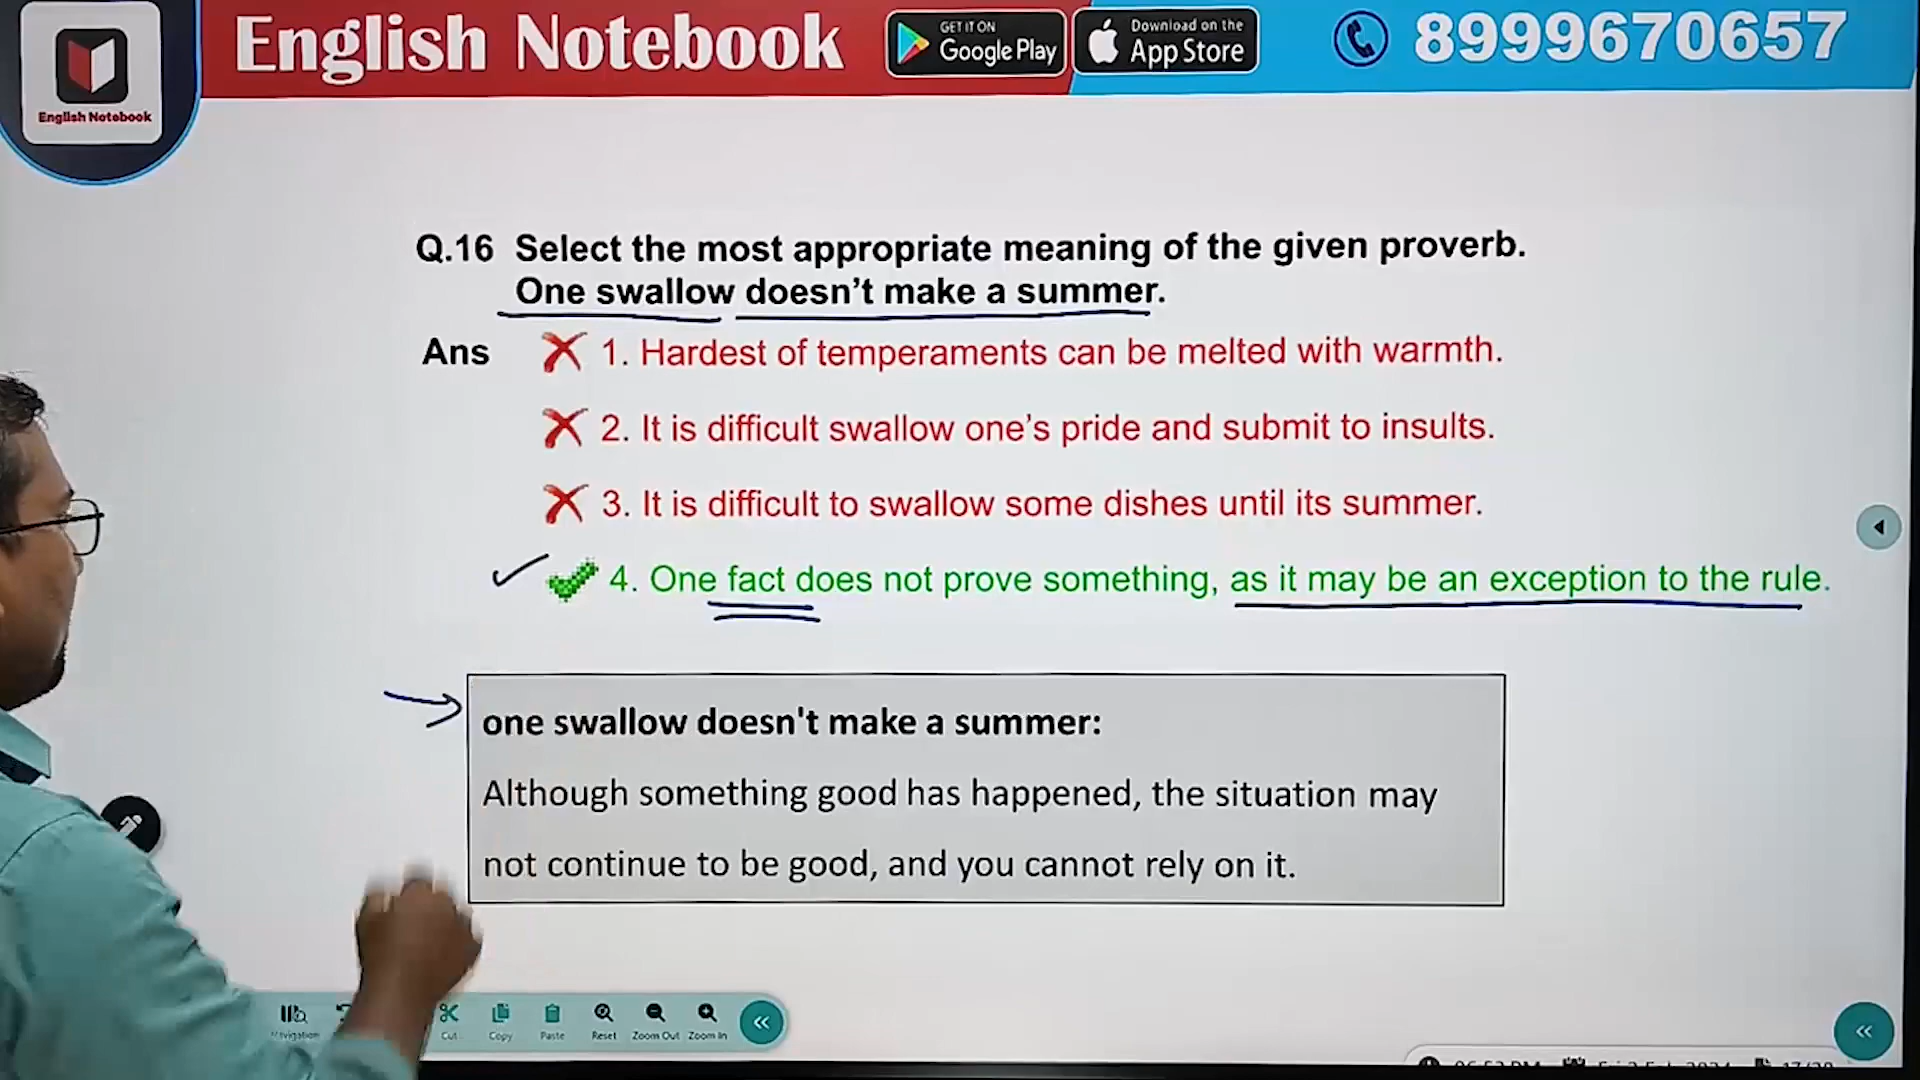 English Notebook
English Notebook
GET IT ON
Google Play
Download on the
App Store
8999670657
Q.16 Select the most appropriate meaning of the given proverb.
One swallow doesn't make a summer.
Ans
1. Hardest of temperaments can be melted with warmth.
2. It is difficult swallow one's pride and submit to insults.
3. It is difficult to swallow some dishes until its summer.
4. One fact does not prove something, as it may be an exception to the rule.
one swallow doesn't make a summer:
Although something good has happened, the situation may
not continue to be good, and you cannot rely on it.
Navigation Cut Copy Paste Reset Zoom Out Zoom In